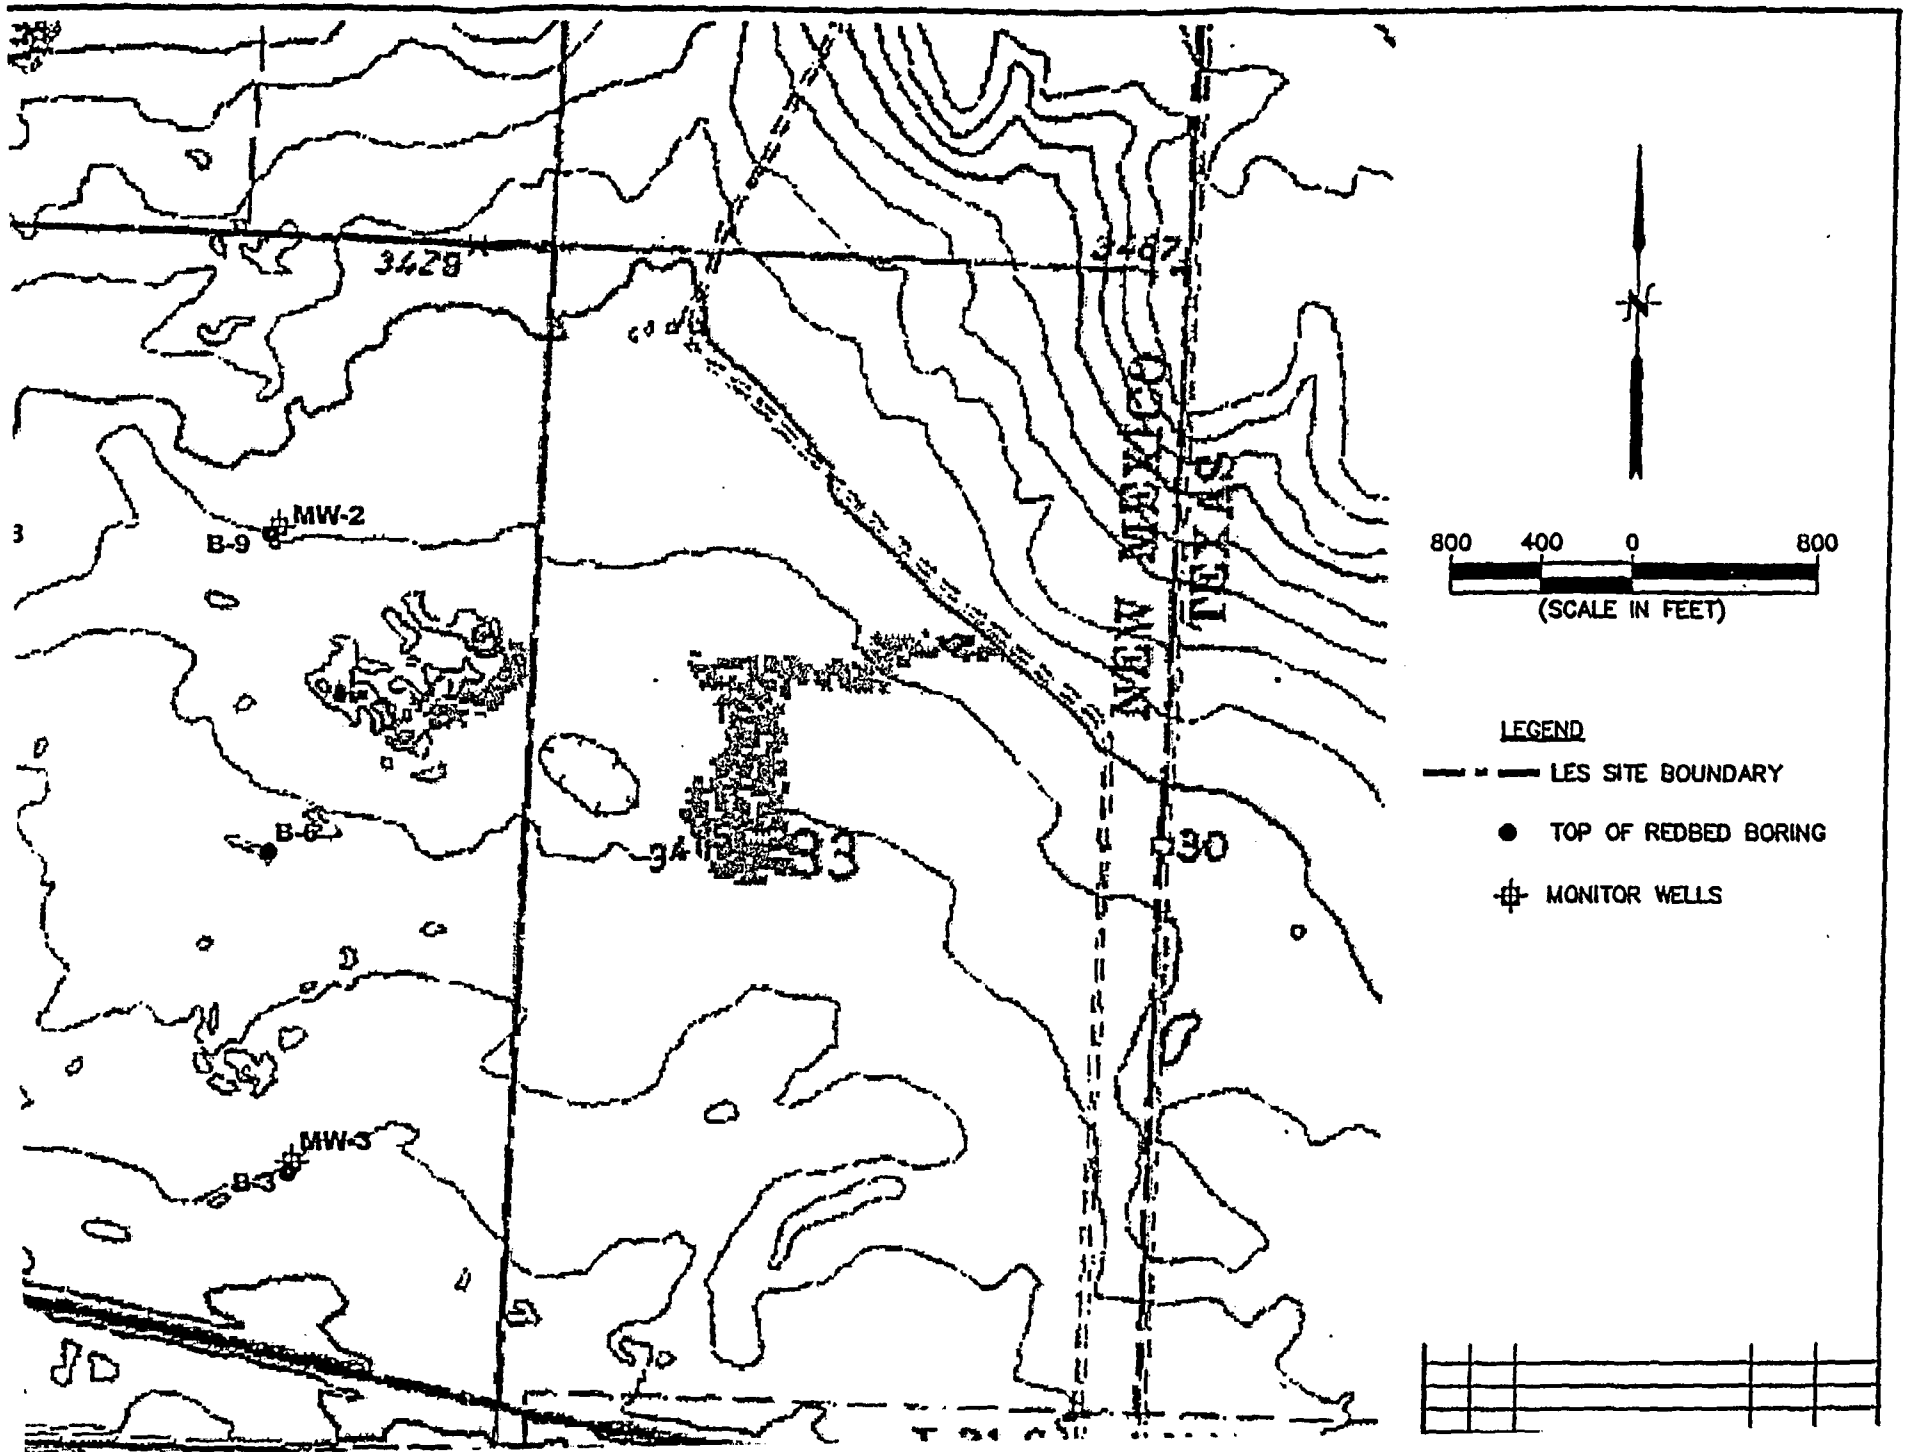 3428
3467
N
NEW MEXICO
TEXAS
MW-2
B-9
800 400 0 800
(SCALE IN FEET)
LEGEND
LES SITE BOUNDARY
TOP OF REDBED BORING
MONITOR WELLS
B-6
34
33
30
MW-3
B-3